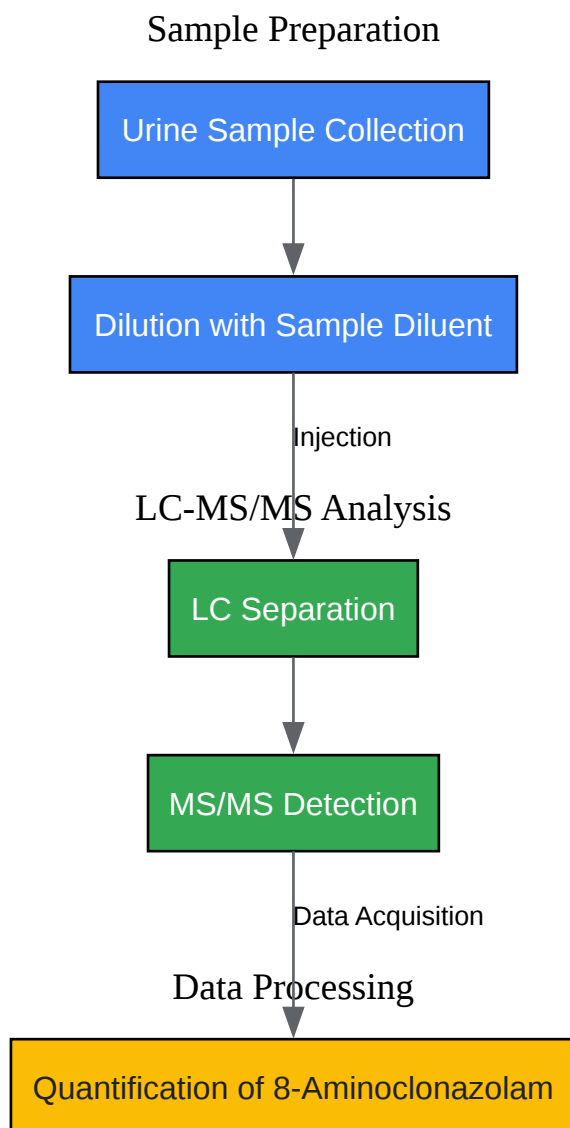 Sample Preparation
Urine Sample Collection
Dilution with Sample Diluent
Injection
LC-MS/MS Analysis
LC Separation
MS/MS Detection
Data Acquisition
Data Processing
Quantification of 8-Aminoclonazolam